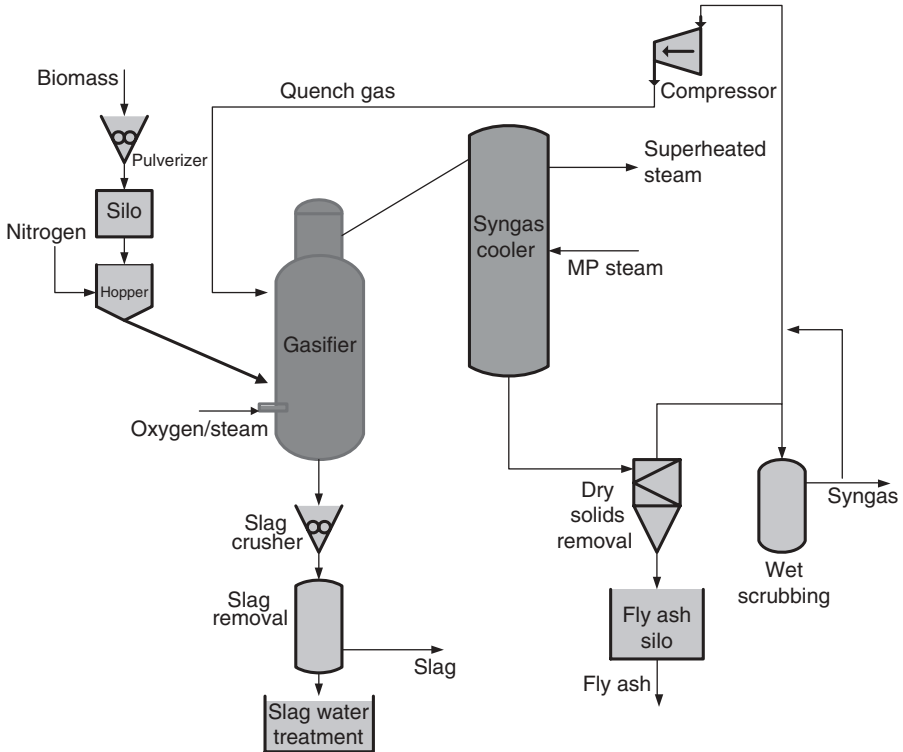 Biomass
Pulverizer
Silo
Nitrogen
Hopper
Oxygen/steam
Quench gas
Compressor
Gasifier
Syngas
cooler
Superheated
steam
MP steam
Slag
crusher
Slag
removal
Slag
Slag water
treatment
Dry
solids
removal
Fly ash
silo
Fly ash
Wet
scrubbing
Syngas